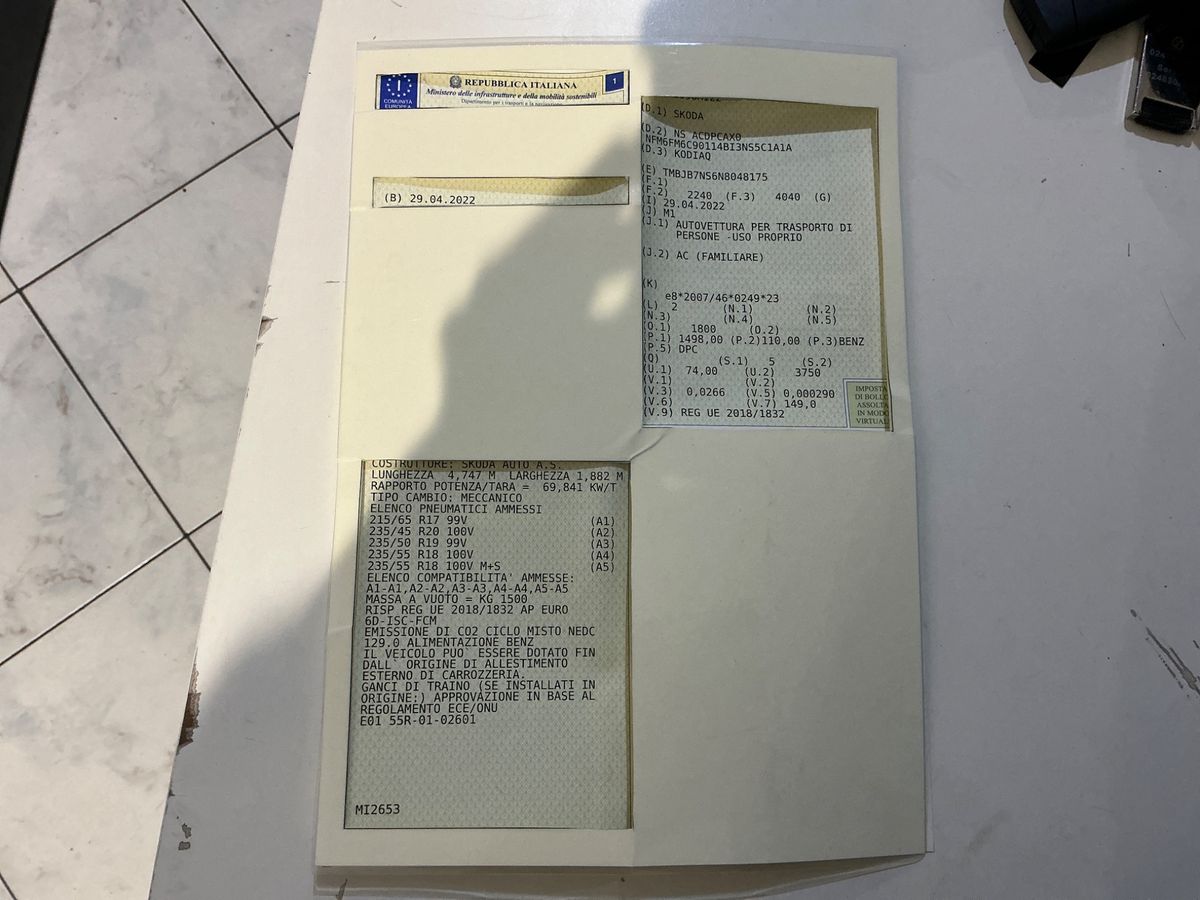 REPUBBLICA ITALIANA
Ministero delle infrastrutture e della mobilità sostenibili
Dipartimento per i trasporti e la navigazione
I
COMUNITÀ
EUROPEA
1
(B) 29.04.2022
(D.1) SKODA
(D.2) NS ACDPCAX0
NFM6FM6C90114BI3NS5C1A1A
(D.3) KODIAQ
(E) TMBJB7NS6N8048175
(F.1)
(F.2) 2240 (F.3) 4040 (G)
(I) 29.04.2022
(J) M1
(J.1) AUTOVETTURA PER TRASPORTO DI
PERSONE -USO PROPRIO
(J.2) AC (FAMILIARE)
(K)
e8*2007/46*0249*23
(L) 2 (N.1) (N.2)
(N.3) (N.4) (N.5)
(O.1) 1800 (O.2)
(P.1) 1498,00 (P.2)110,00 (P.3)BENZ
(P.5) DPC
(Q) (S.1) 5 (S.2)
(U.1) 74,00 (U.2) 3750
(V.1) (V.2)
(V.3) 0,0266 (V.5) 0,000290
(V.6) (V.7) 149,0
(V.9) REG UE 2018/1832
IMPOSTA
DI BOLLO
ASSOLTA
IN MODO
VIRTUALE
COSTRUTTORE: SKODA AUTO A.S.
LUNGHEZZA 4,747 M LARGHEZZA 1,882 M
RAPPORTO POTENZA/TARA = 69,841 KW/T
TIPO CAMBIO: MECCANICO
ELENCO PNEUMATICI AMMESSI
215/65 R17 99V (A1)
235/45 R20 100V (A2)
235/50 R19 99V (A3)
235/55 R18 100V (A4)
235/55 R18 100V M+S (A5)
ELENCO COMPATIBILITA' AMMESSE:
A1-A1,A2-A2,A3-A3,A4-A4,A5-A5
MASSA A VUOTO = KG 1500
RISP REG UE 2018/1832 AP EURO
6D-ISC-FCM
EMISSIONE DI CO2 CICLO MISTO NEDC
129.0 ALIMENTAZIONE BENZ
IL VEICOLO PUO` ESSERE DOTATO FIN
DALL` ORIGINE DI ALLESTIMENTO
ESTERNO DI CARROZZERIA.
GANCI DI TRAINO (SE INSTALLATI IN
ORIGINE:) APPROVAZIONE IN BASE AL
REGOLAMENTO ECE/ONU
E01 55R-01-02601
MI2653